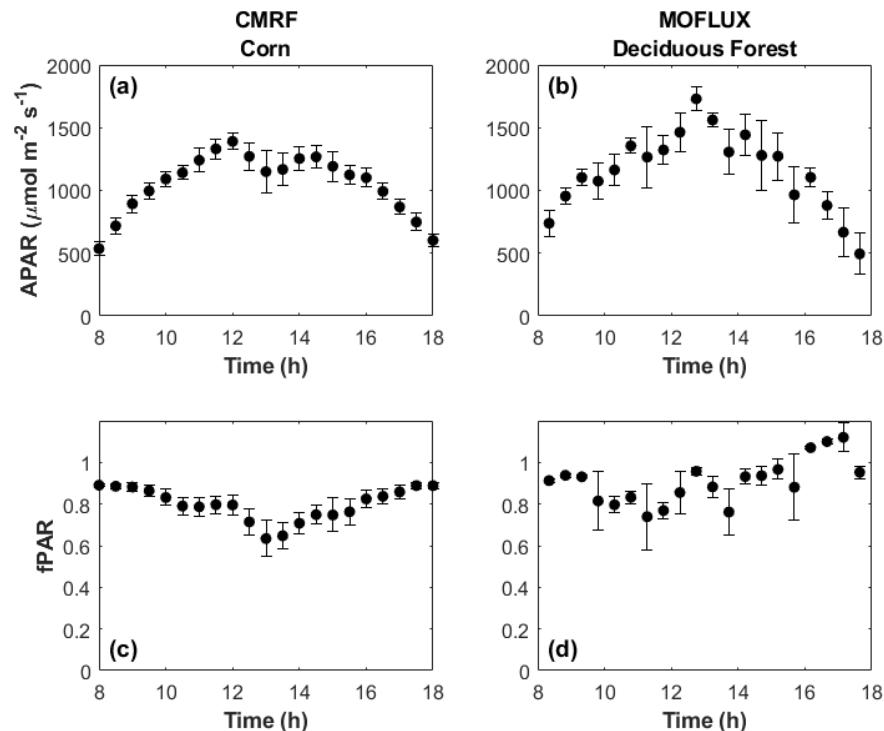 CMRF
Corn
MOFLUX
Deciduous Forest
(a)
APAR (μmol m⁻² s⁻¹)
2000
1500
1000
500
0
8 10 12 14 16 18
Time (h)
(b)
2000
1500
1000
500
0
8 10 12 14 16 18
Time (h)
(c)
fPAR
1
0.8
0.6
0.4
0.2
0
8 10 12 14 16 18
Time (h)
(d)
1
0.8
0.6
0.4
0.2
0
8 10 12 14 16 18
Time (h)